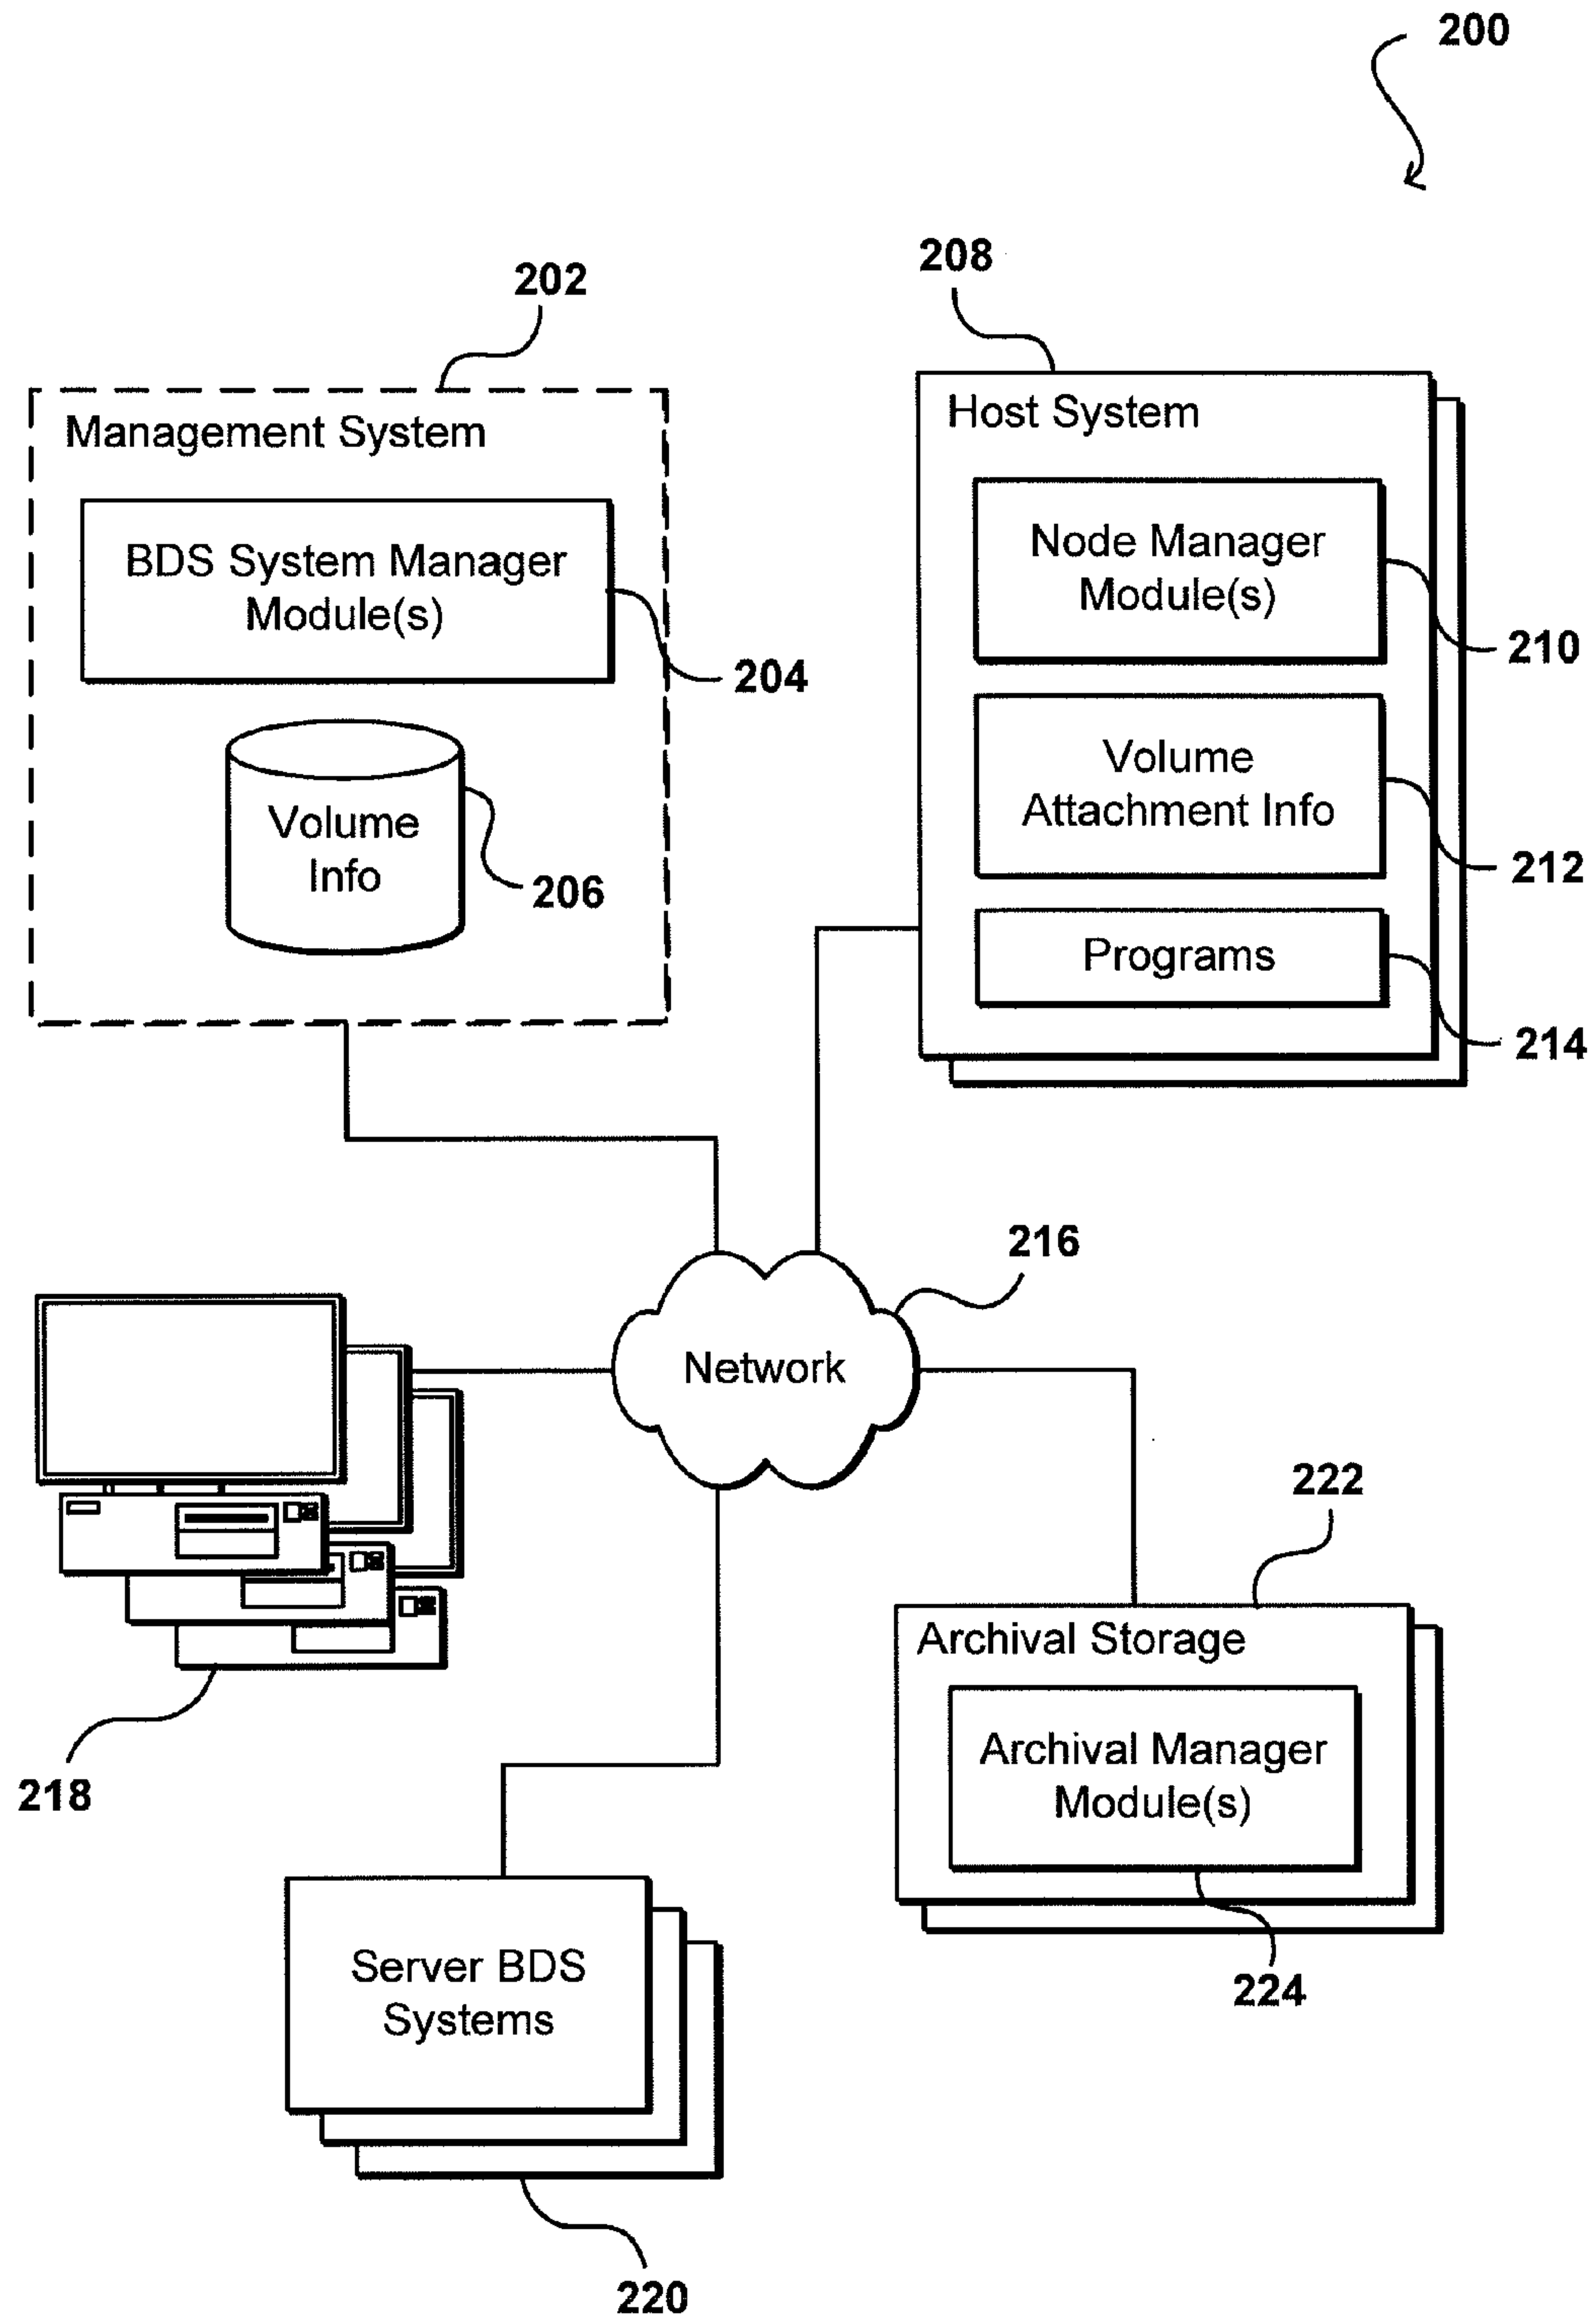 200
202
208
Management System
Host System
BDS System Manager
Module(s)
204
Node Manager
Module(s)
210
Volume
Info
206
Volume
Attachment Info
212
Programs
214
216
Network
218
222
Archival Storage
Archival Manager
Module(s)
224
Server BDS
Systems
220